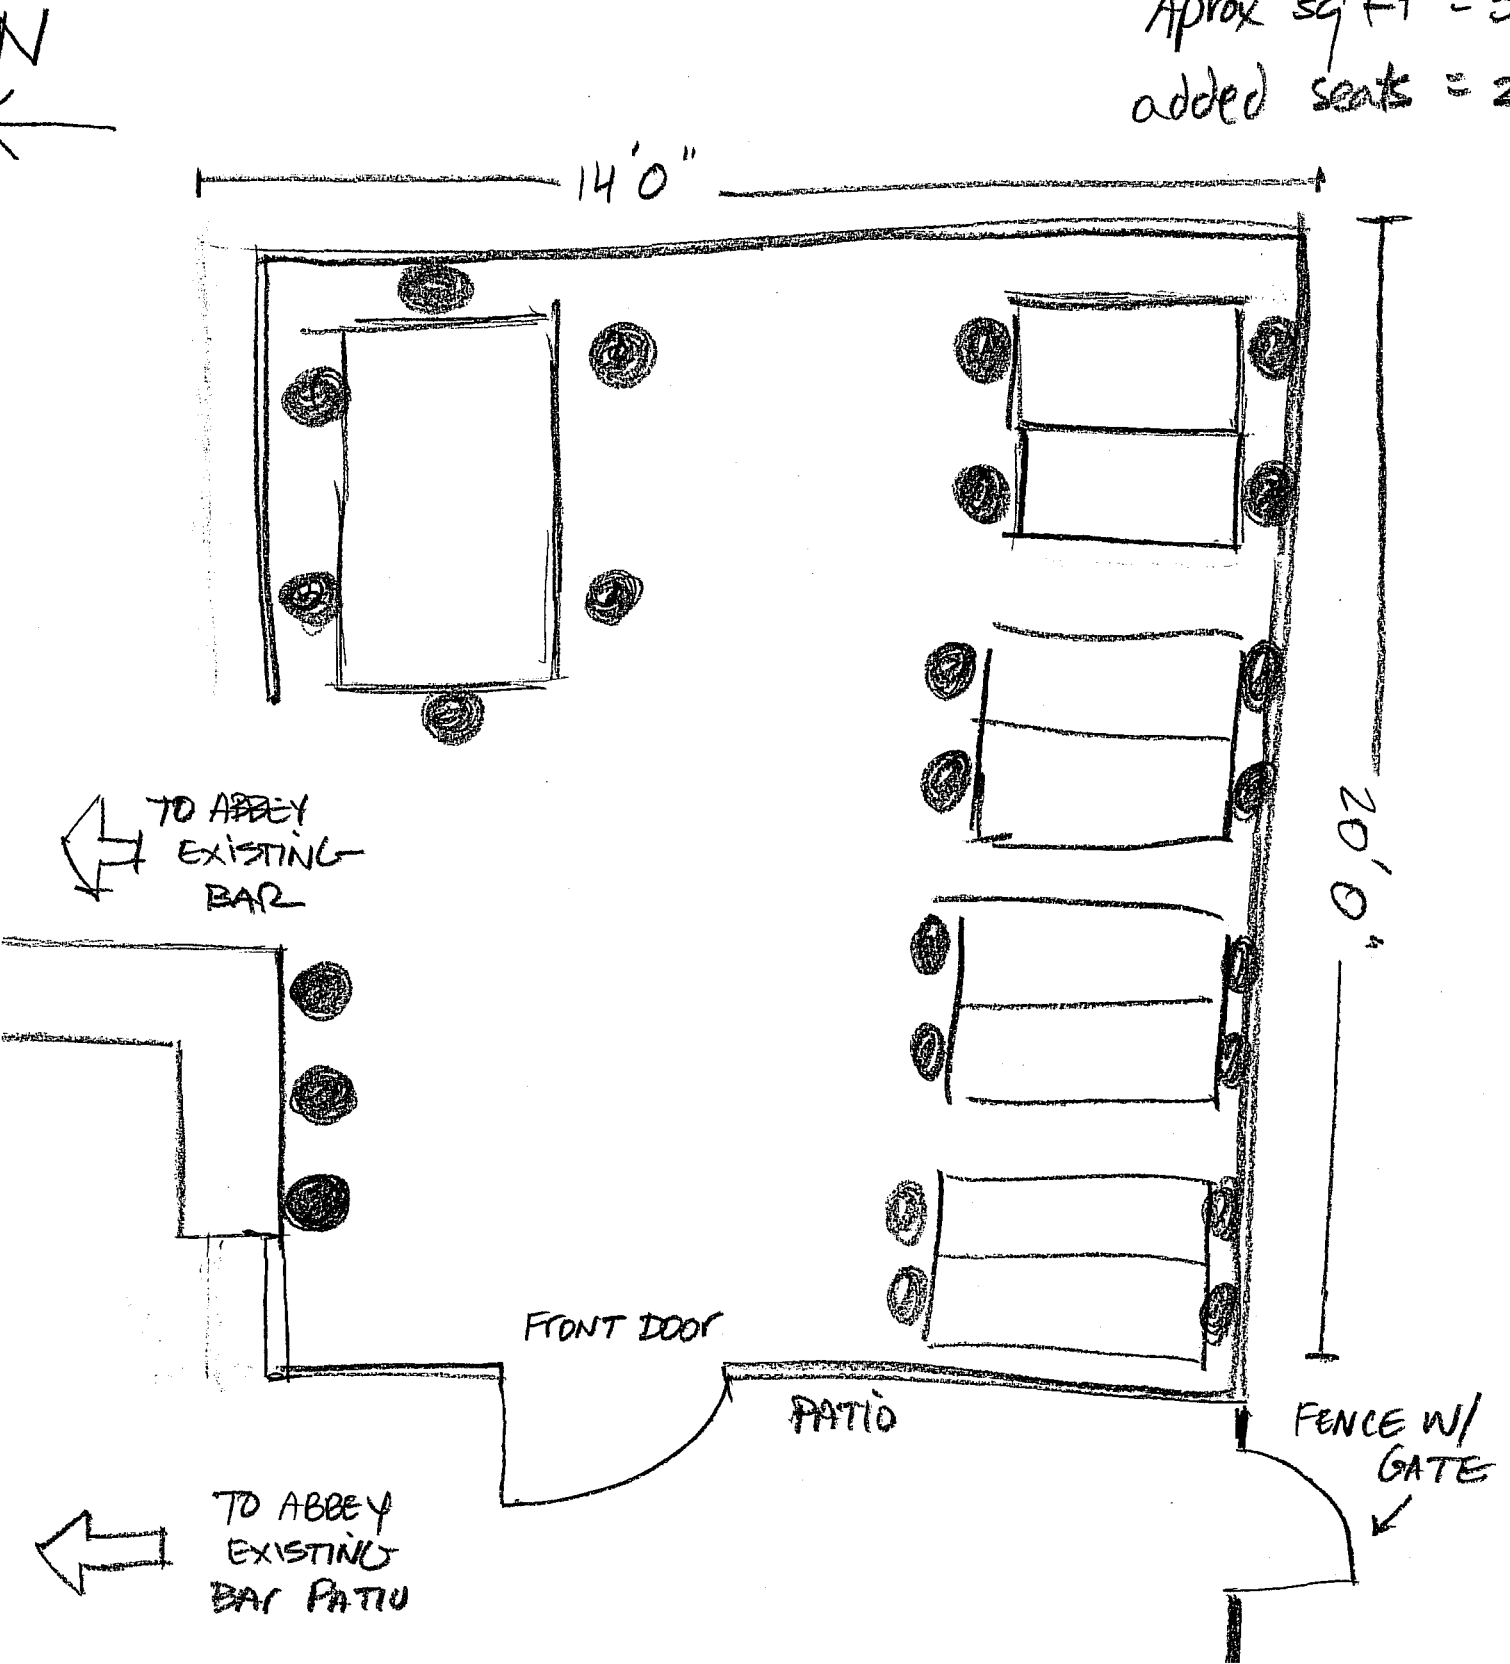 N
Aprox sq FT =
added seats = 2
14'0"
20'0"
TO ABBEY
EXISTING
BAR
FRONT DOOR
PATIO
FENCE W/
GATE
TO ABBEY
EXISTING
BAr PATIO